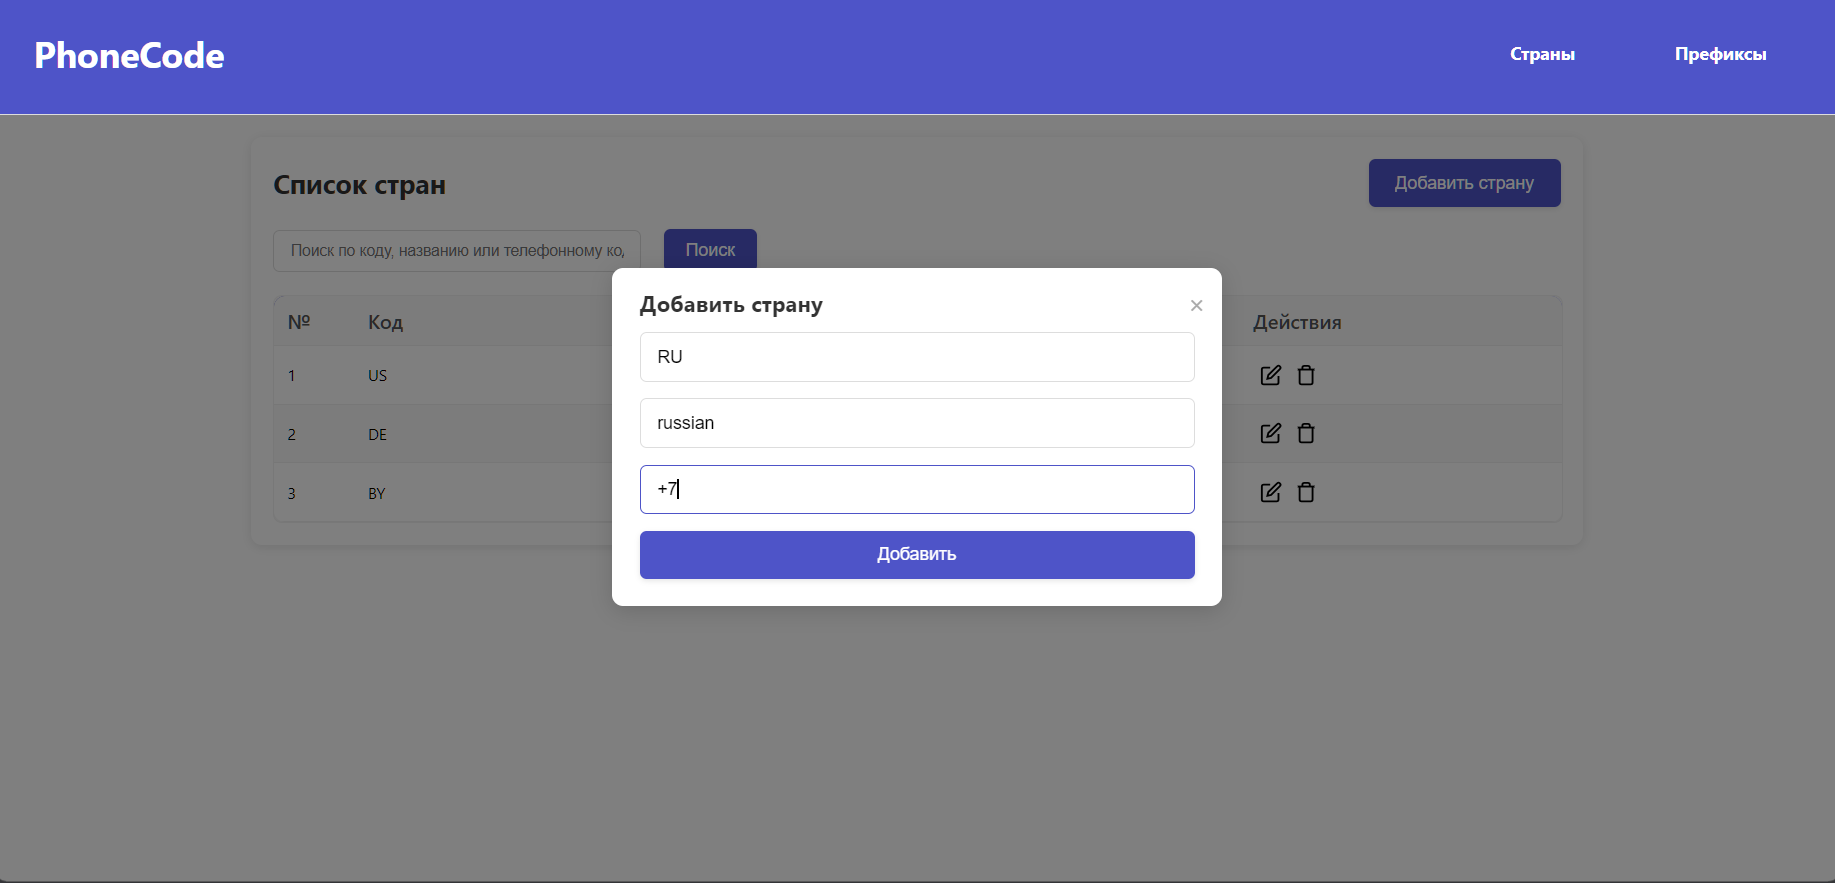 PhoneCode
Страны
Префиксы
Список стран
Добавить страну
Поиск по коду, названию или телефонному
Поиск
Добавить страну
×
RU
russian
+7
Добавить
№
Код
Действия
1
US
2
DE
3
BY